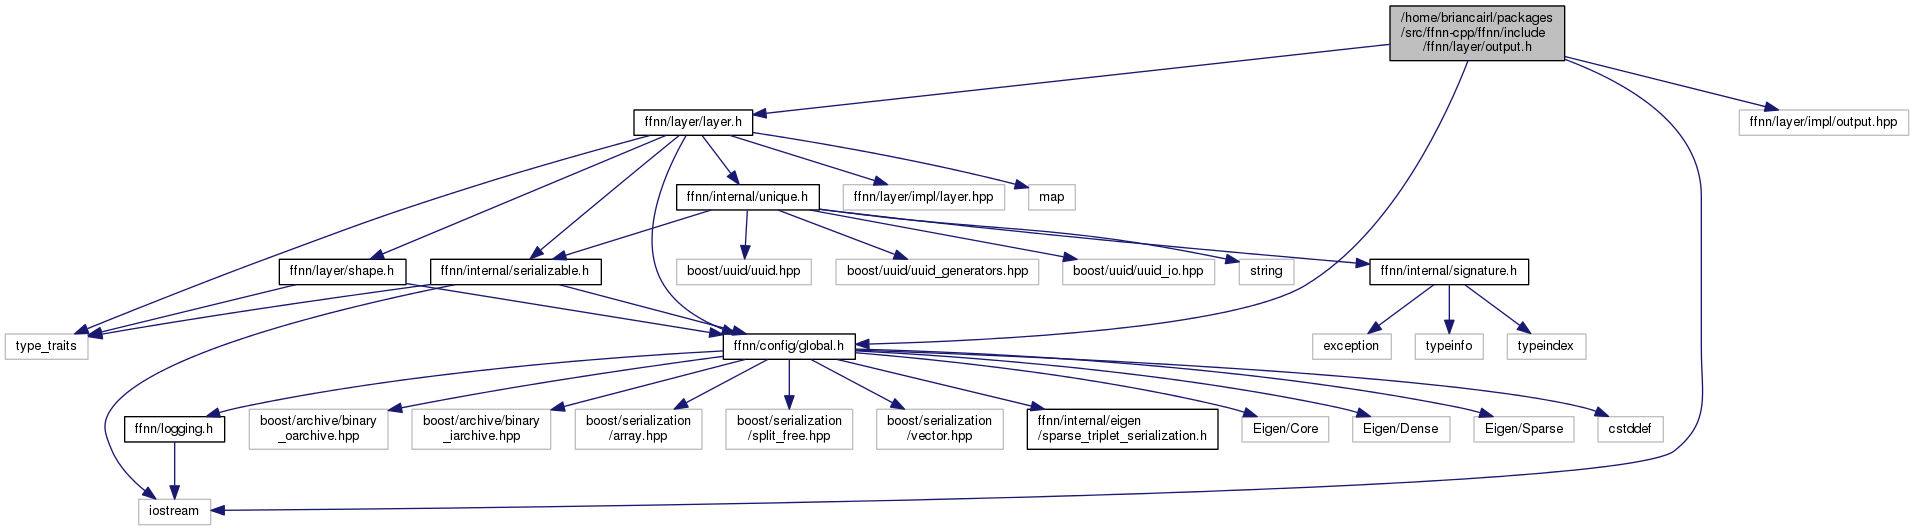 /home/briancairl/packages
/src/ffnn-cpp/ffnn/include
/ffnn/layer/output.h
ffnn/layer/layer.h
ffnn/layer/impl/output.hpp
ffnn/internal/unique.h
ffnn/layer/impl/layer.hpp
map
ffnn/layer/shape.h
ffnn/internal/serializable.h
boost/uuid/uuid.hpp
boost/uuid/uuid_generators.hpp
boost/uuid/uuid_io.hpp
string
ffnn/internal/signature.h
type_traits
ffnn/config/global.h
exception
typeinfo
typeindex
ffnn/logging.h
boost/archive/binary
_oarchive.hpp
boost/archive/binary
_iarchive.hpp
boost/serialization
/array.hpp
boost/serialization
/split_free.hpp
boost/serialization
/vector.hpp
ffnn/internal/eigen
/sparse_triplet_serialization.h
Eigen/Core
Eigen/Dense
Eigen/Sparse
cstddef
iostream